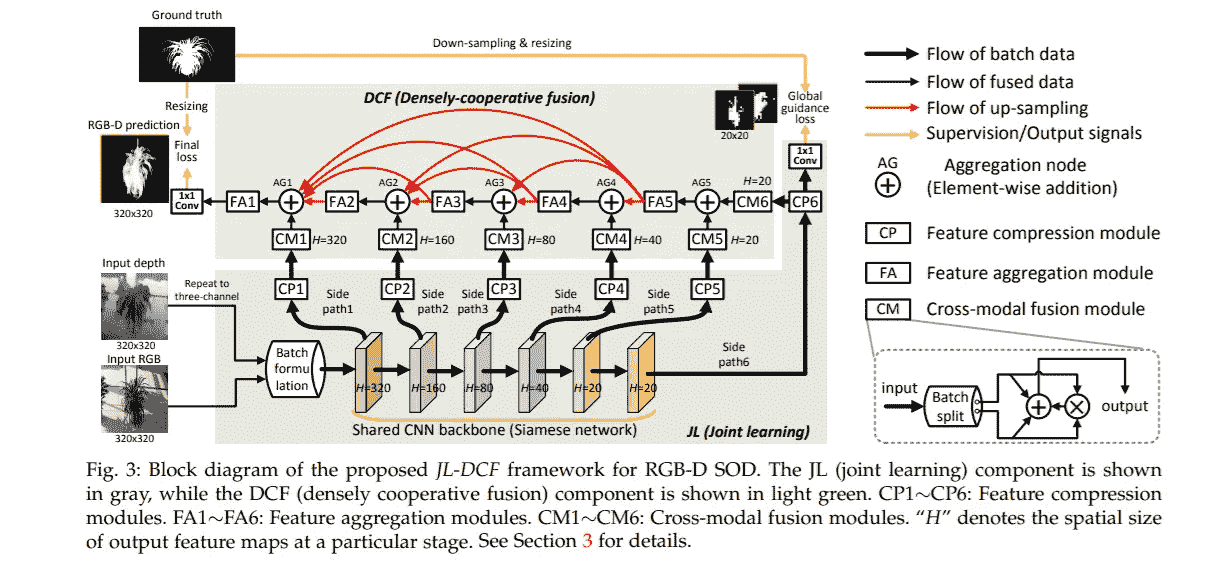 Ground truth
Down-sampling & resizing
Resizing
RGB-D prediction
Final
loss
320x320
1x1
Conv
DCF (Densely-cooperative fusion)
20x20
Global
guidance
loss
1x1
Conv
FA1
AG1
FA2
AG2
FA3
AG3
FA4
AG4
FA5
AG5
H=20
CM6
CP6
CM1
H=320
CM2
H=160
CM3
H=80
CM4
H=40
CM5
H=20
Input depth
Repeat to
three-channel
320x320
Input RGB
320x320
CP1
Side
path1
CP2
Side
path2
CP3
Side
path3
CP4
Side
path4
CP5
Side
path5
Side
path6
Batch
formu
lation
H=320
H=160
H=80
H=40
H=20
H=20
Shared CNN backbone (Siamese network)
JL (Joint learning)
Flow of batch data
Flow of fused data
Flow of up-sampling
Supervision/Output signals
AG
Aggregation node
(Element-wise addition)
CP
Feature compression module
FA
Feature aggregation module
CM
Cross-modal fusion module
input
Batch
split
output
Fig. 3: Block diagram of the proposed JL-DCF framework for RGB-D SOD. The JL (joint learning) component is shown
in gray, while the DCF (densely cooperative fusion) component is shown in light green. CP1∼CP6: Feature compression
modules. FA1∼FA6: Feature aggregation modules. CM1∼CM6: Cross-modal fusion modules. “H” denotes the spatial size
of output feature maps at a particular stage. See Section 3 for details.